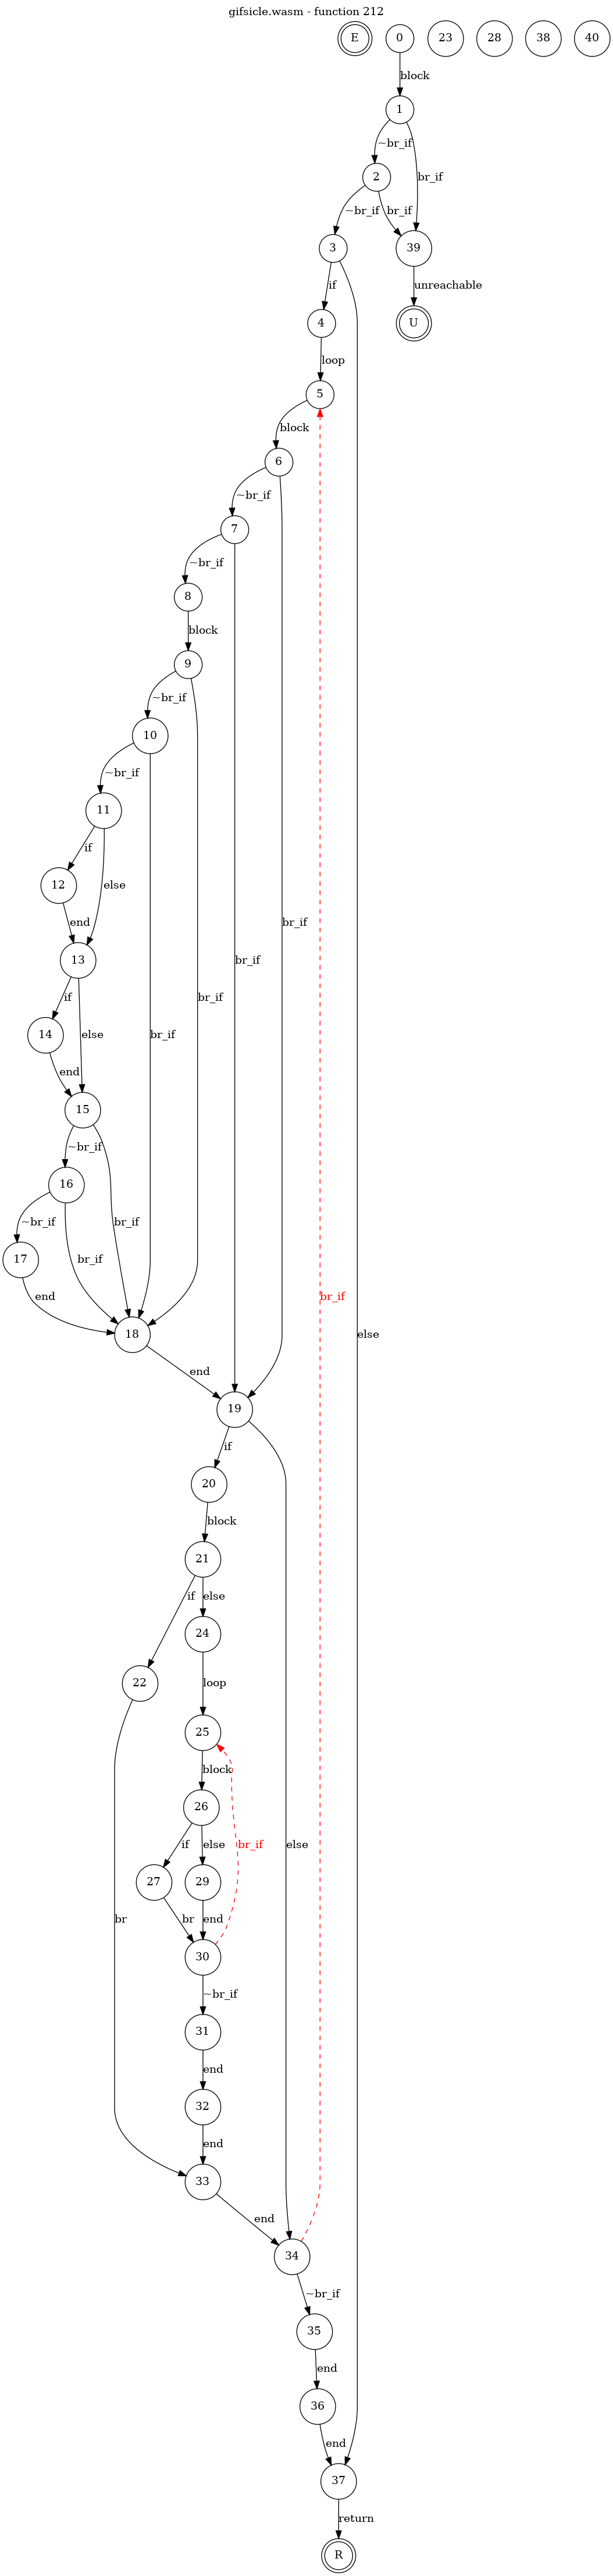 gifsicle.wasm - function 212
E
0
23
28
38
40
block
1
~br_if
br_if
2
~br_if
br_if
3
39
if
unreachable
4
U
loop
5
block
6
~br_if
7
~br_if
8
block
9
~br_if
10
~br_if
11
if
12
else
end
br_if
13
br_if
if
br_if
14
else
br_if
end
15
~br_if
16
~br_if
br_if
br_if
17
br_if
end
18
else
end
19
if
20
block
21
if
else
24
22
loop
25
block
26
if
else
br_if
else
27
29
br
br
end
30
~br_if
31
end
32
end
33
end
34
~br_if
35
end
36
end
37
return
R